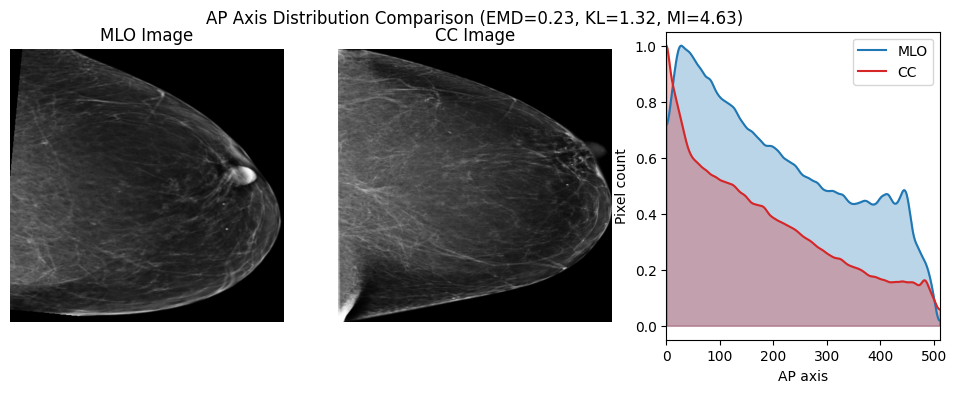 AP Axis Distribution Comparison (EMD=0.23, KL=1.32, MI=4.63)
MLO Image
CC Image
MLO
CC
1.0
0.8
0.6
0.4
0.2
0.0
Pixel count
0 100 200 300 400 500
AP axis